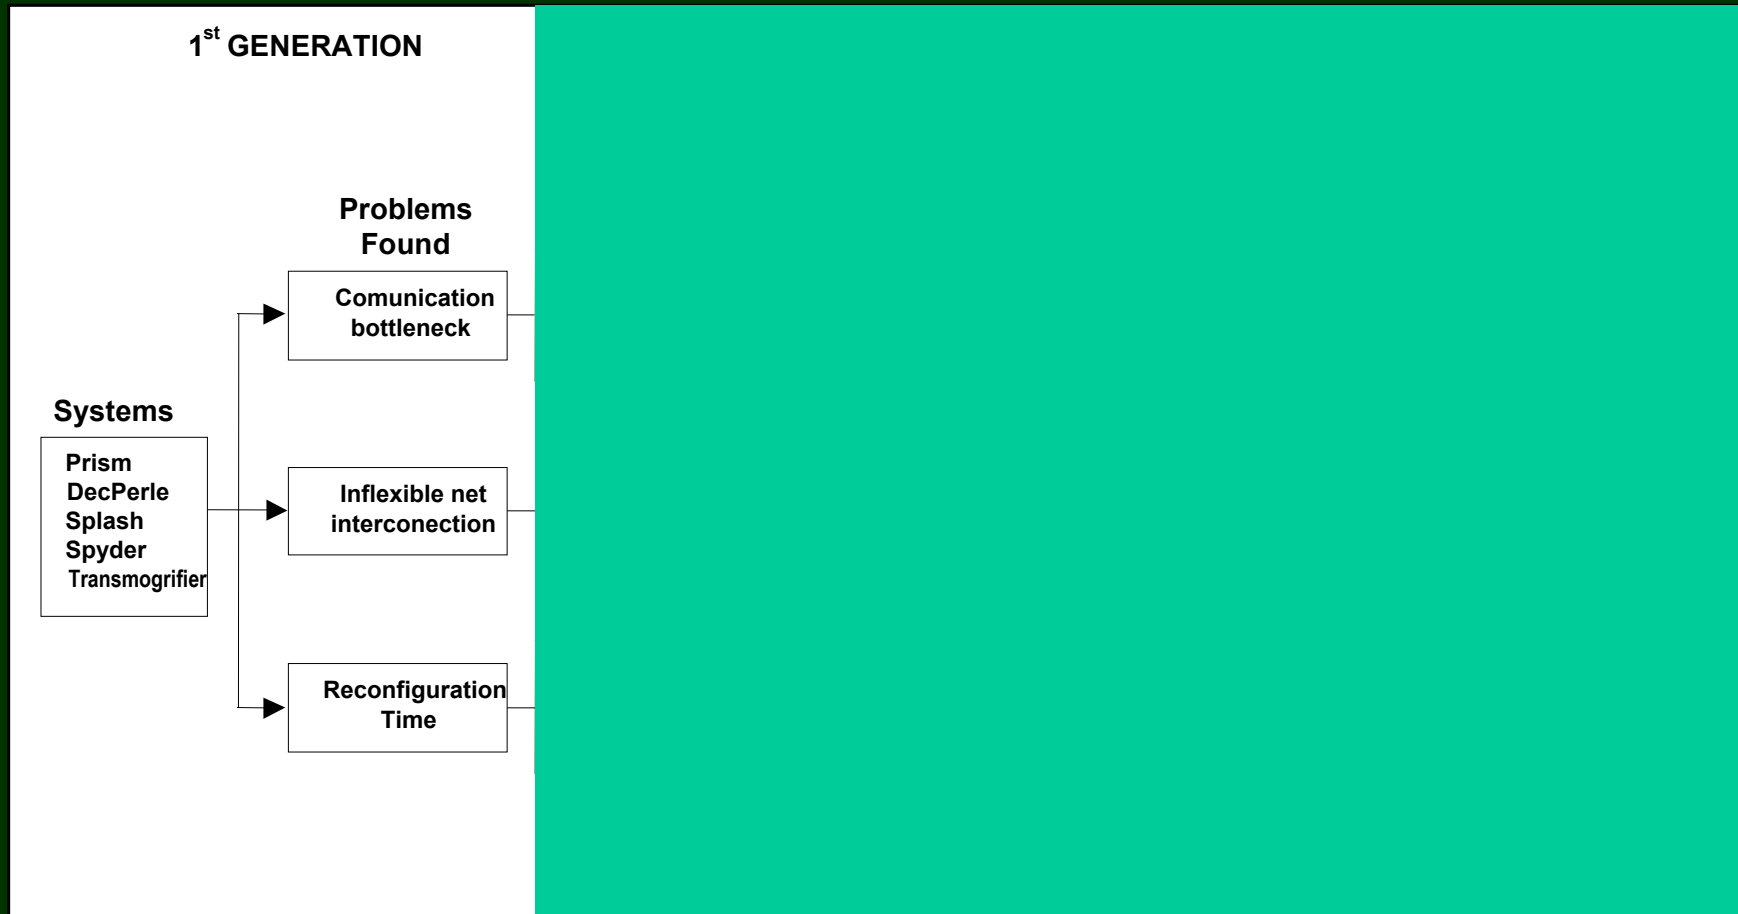 1st GENERATION
Problems
Found
Comunication
bottleneck
Systems
Prism
DecPerle
Splash
Spyder
Transmogrifier
Inflexible net
interconection
Reconfiguration
Time